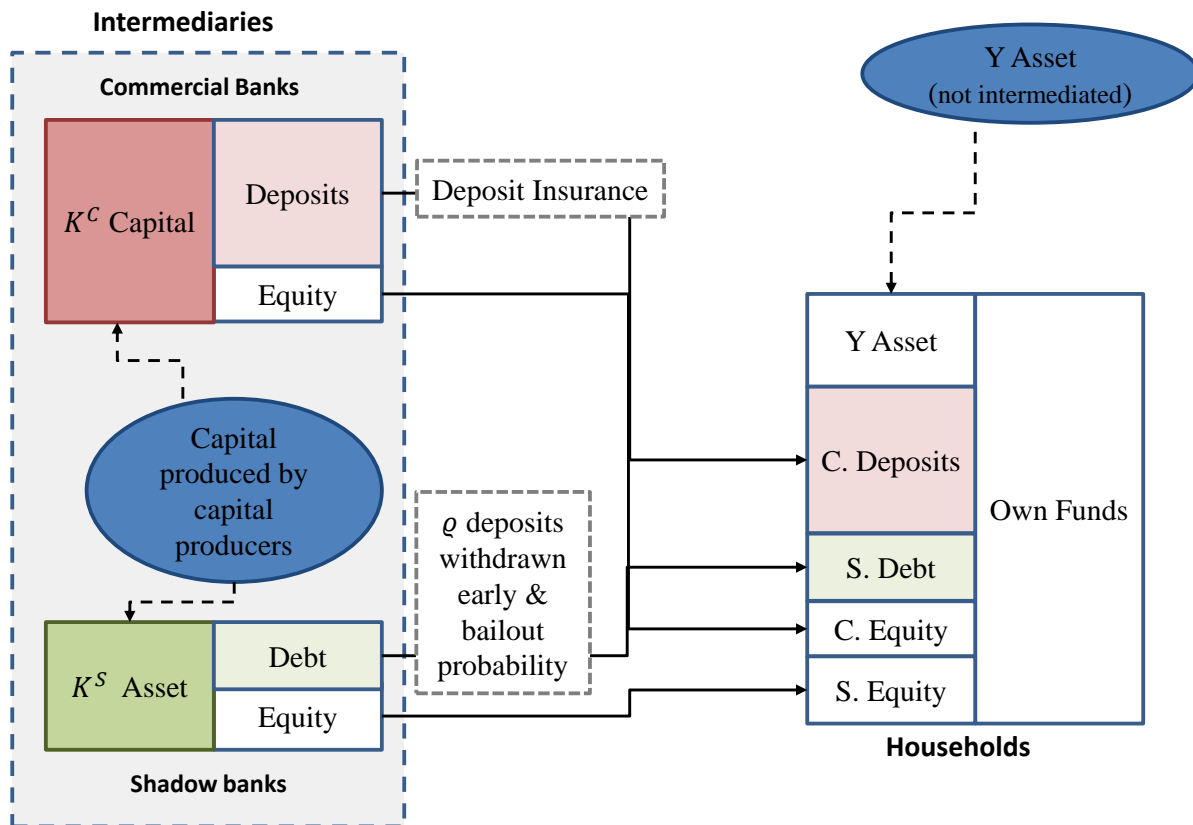 Intermediaries
Commercial Banks
K^C Capital
Deposits
Equity
Deposit Insurance
Y Asset
(not intermediated)
Capital
produced by
capital
producers
ϱ deposits
withdrawn
early &
bailout
probability
K^S Asset
Debt
Equity
Shadow banks
Y Asset
C. Deposits
S. Debt
C. Equity
S. Equity
Own Funds
Households